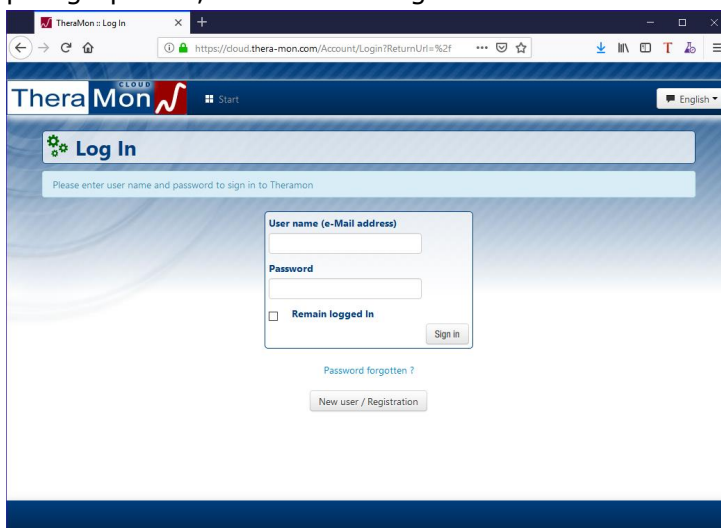 TheraMon :: Log In
https://cloud.thera-mon.com/Account/Login?ReturnUrl=%2f
CLOUD
Thera Mon
Start
English
Log In
Please enter user name and password to sign in to Theramon
User name (e-Mail address)
Password
Remain logged In
Sign in
Password forgotten ?
New user / Registration